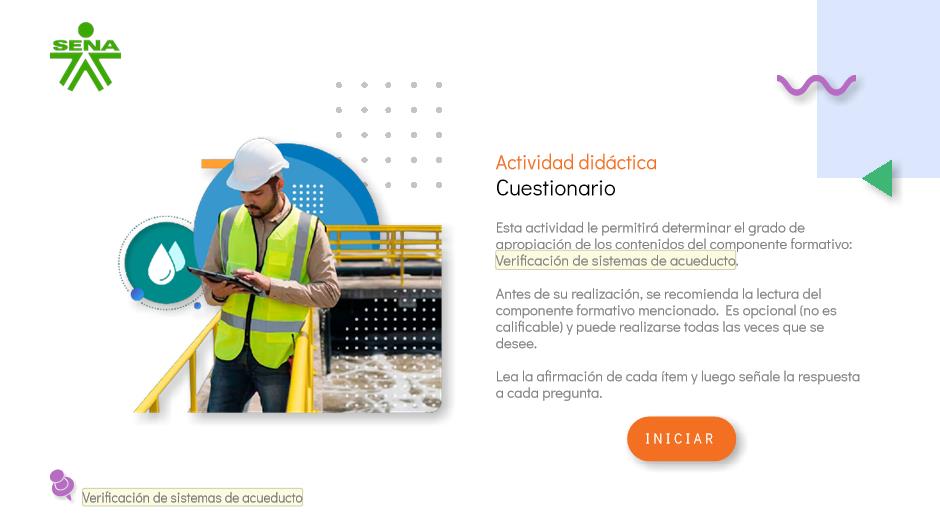 SENA
Actividad didáctica
Cuestionario
Esta actividad le permitirá determinar el grado de
apropiación de los contenidos del componente formativo:
Verificación de sistemas de acueducto.
Antes de su realización, se recomienda la lectura del
componente formativo mencionado. Es opcional (no es
calificable) y puede realizarse todas las veces que se
desee.
Lea la afirmación de cada ítem y luego señale la respuesta
a cada pregunta.
INICIAR
Verificación de sistemas de acueducto